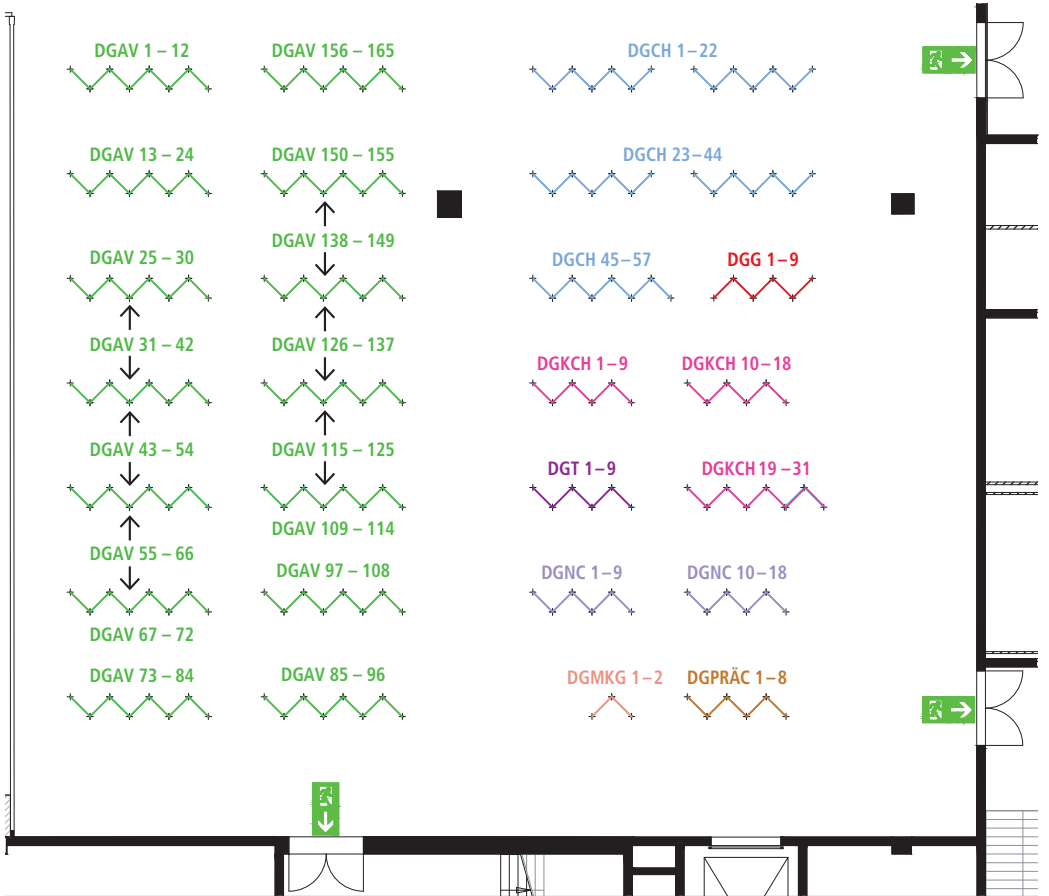 DGAV 1 – 12
DGAV 156 – 165
DGCH 1–22
DGAV 13 – 24
DGAV 150 – 155
DGCH 23–44
DGAV 138 – 149
DGAV 25 – 30
DGCH 45–57
DGG 1–9
DGAV 31 – 42
DGAV 126 – 137
DGKCH 1–9
DGKCH 10–18
DGAV 43 – 54
DGAV 115 – 125
DGT 1–9
DGKCH 19–31
DGAV 109 – 114
DGAV 55 – 66
DGAV 97 – 108
DGNC 1–9
DGNC 10–18
DGAV 67 – 72
DGAV 73 – 84
DGAV 85 – 96
DGMKG 1–2
DGPRÄC 1–8